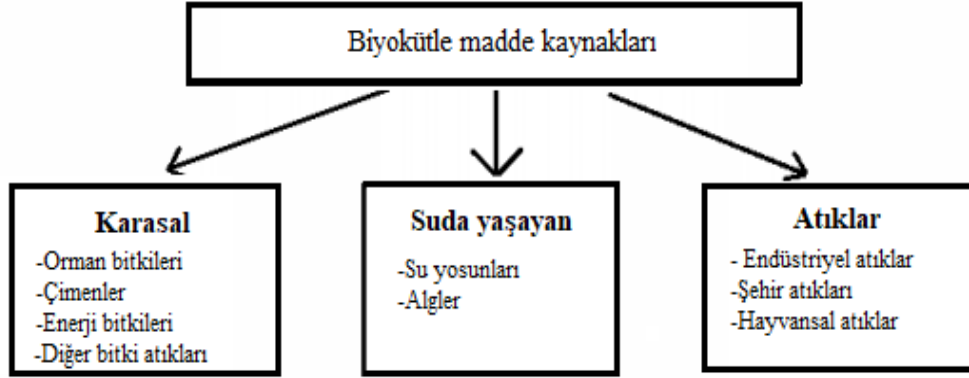 Biyokütle madde kaynakları
Karasal
-Orman bitkileri
-Çimenler
-Enerji bitkileri
-Diğer bitki atıkları
Suda yaşayan
-Su yosunları
-Algler
Atıklar
- Endüstriyel atıklar
-Şehir atıkları
-Hayvansal atıklar